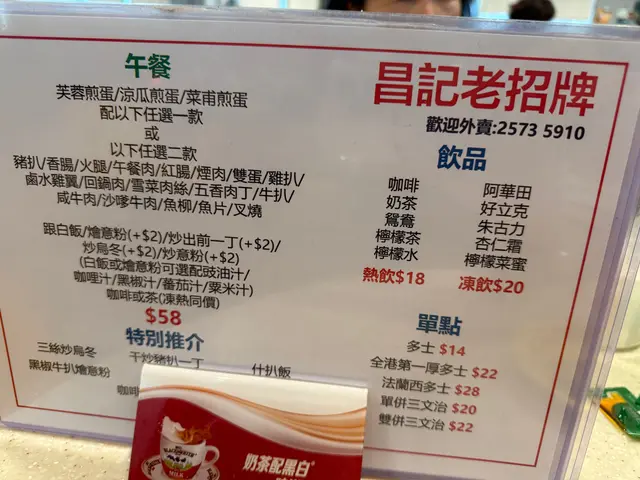 午餐
芙蓉煎蛋/涼瓜煎蛋/菜甫煎蛋
配以下任選一款
或
以下任選二款
豬扒/香腸/火腿/午餐肉/紅腸/煙肉/雙蛋/雞扒/
鹵水雞翼/回鍋肉/雪菜肉絲/五香肉丁/牛扒/
咸牛肉/沙嗲牛肉/魚柳/魚片/叉燒
跟白飯/燴意粉(+$2)/炒出前一丁(+$2)/
炒烏冬(+$2)/炒意粉(+$2)
(白飯或燴意粉可選配豉油汁/
咖喱汁/黑椒汁/蕃茄汁/粟米汁)
咖啡或茶(凍熱同價)
$58
特別推介
三絲炒烏冬
干炒豬扒一丁
什扒飯
黑椒牛扒燴意粉
咖
昌記老招牌
歡迎外賣:2573 5910
飲品
咖啡 阿華田
奶茶 好立克
鴛鴦 朱古力
檸檬茶 杏仁霜
檸檬水 檸檬菜蜜
熱飲$18 凍飲$20
單點
多士 $14
全港第一厚多士 $22
法蘭西多士 $28
單併三文治 $20
雙併三文治 $22
奶茶配黑白
MILK